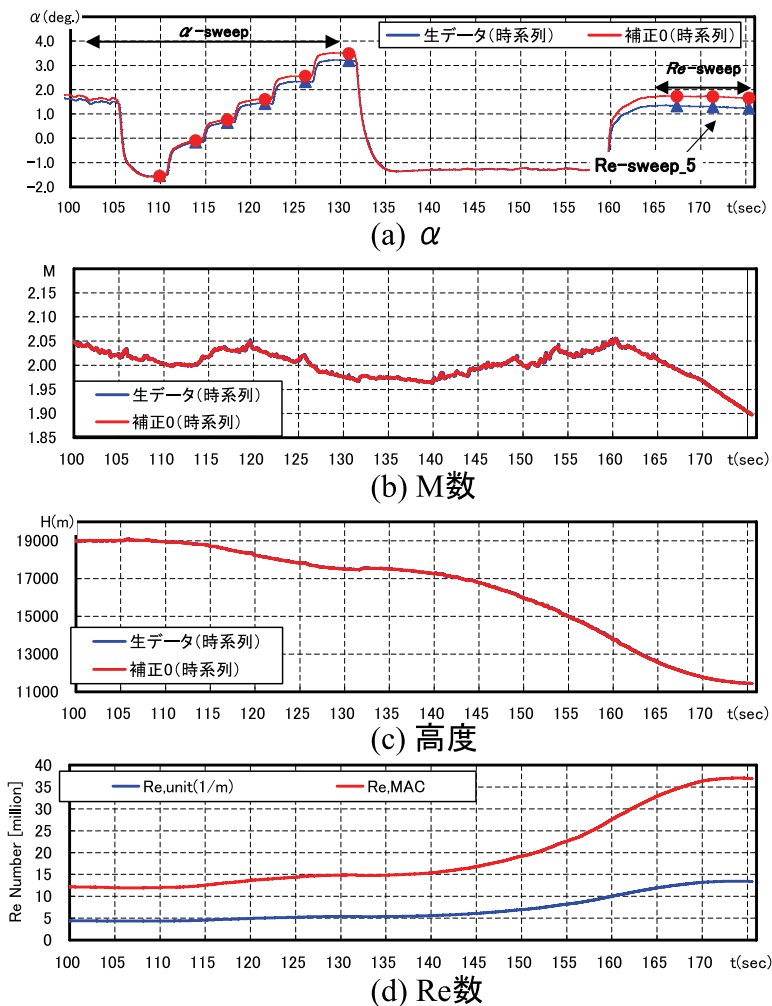 α(deg.)
α-sweep
生データ(時系列) 補正0(時系列)
Re-sweep
Re-sweep_5
4.0
3.0
2.0
1.0
0.0
-1.0
-2.0
100 105 110 115 120 125 130 135 140 145 150 155 160 165 170 t(sec)
(a) α
M
2.15
2.10
2.05
2.00
1.95
1.90
1.85
生データ(時系列)
補正0(時系列)
100 105 110 115 120 125 130 135 140 145 150 155 160 165 170 t(sec)
(b) M数
H(m)
19000
17000
15000
13000
11000
生データ(時系列)
補正0(時系列)
100 105 110 115 120 125 130 135 140 145 150 155 160 165 170 t(sec)
(c) 高度
Re Number [million]
40
35
30
25
20
15
10
5
0
Re,unit(1/m) Re,MAC
100 105 110 115 120 125 130 135 140 145 150 155 160 165 170 t(sec)
(d) Re数